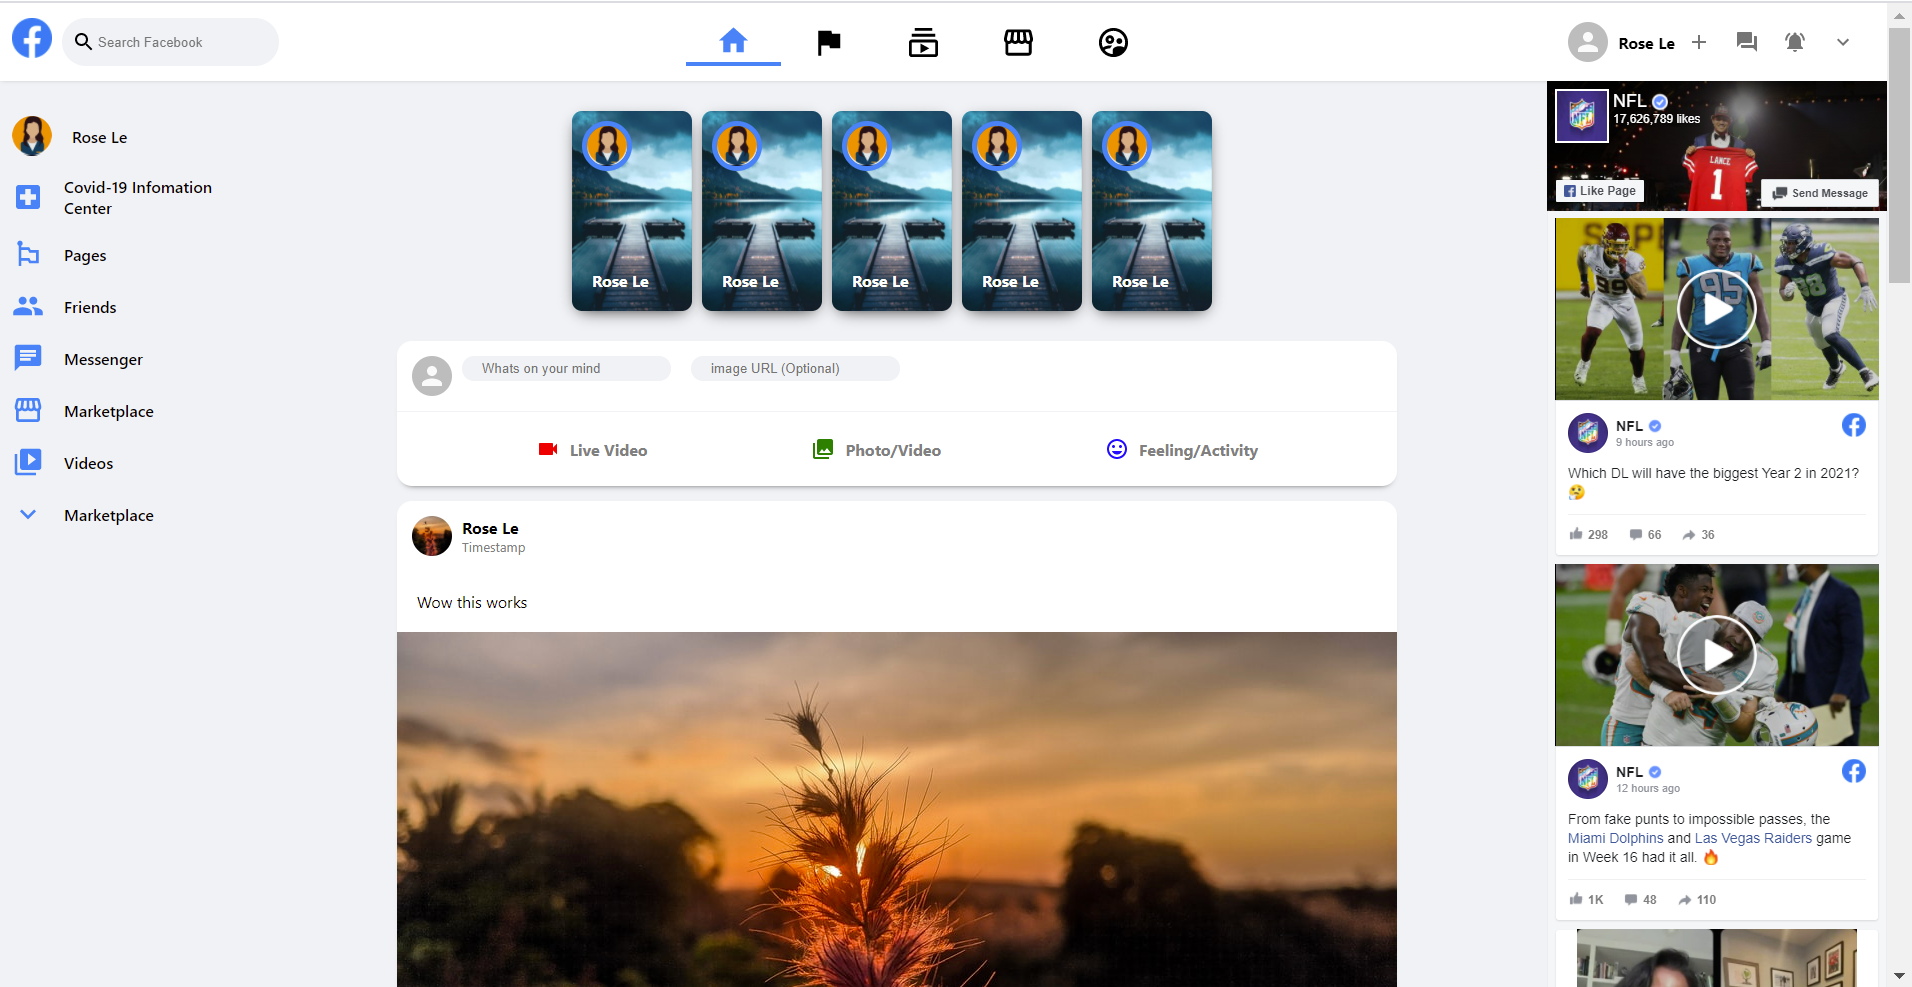 Search Facebook
Rose Le
Rose Le
Covid-19 Infomation
Center
Pages
Friends
Messenger
Marketplace
Videos
Marketplace
Rose Le
Rose Le
Rose Le
Rose Le
Rose Le
Whats on your mind
image URL (Optional)
Live Video
Photo/Video
Feeling/Activity
Rose Le
Timestamp
Wow this works
NFL
17,626,789 likes
NFL
LANCE
1
Like Page
Send Message
99
95
NFL
9 hours ago
Which DL will have the biggest Year 2 in 2021?
🤔
298 66 36
NFL
12 hours ago
From fake punts to impossible passes, the
Miami Dolphins and Las Vegas Raiders game
in Week 16 had it all. 🔥
1K 48 110